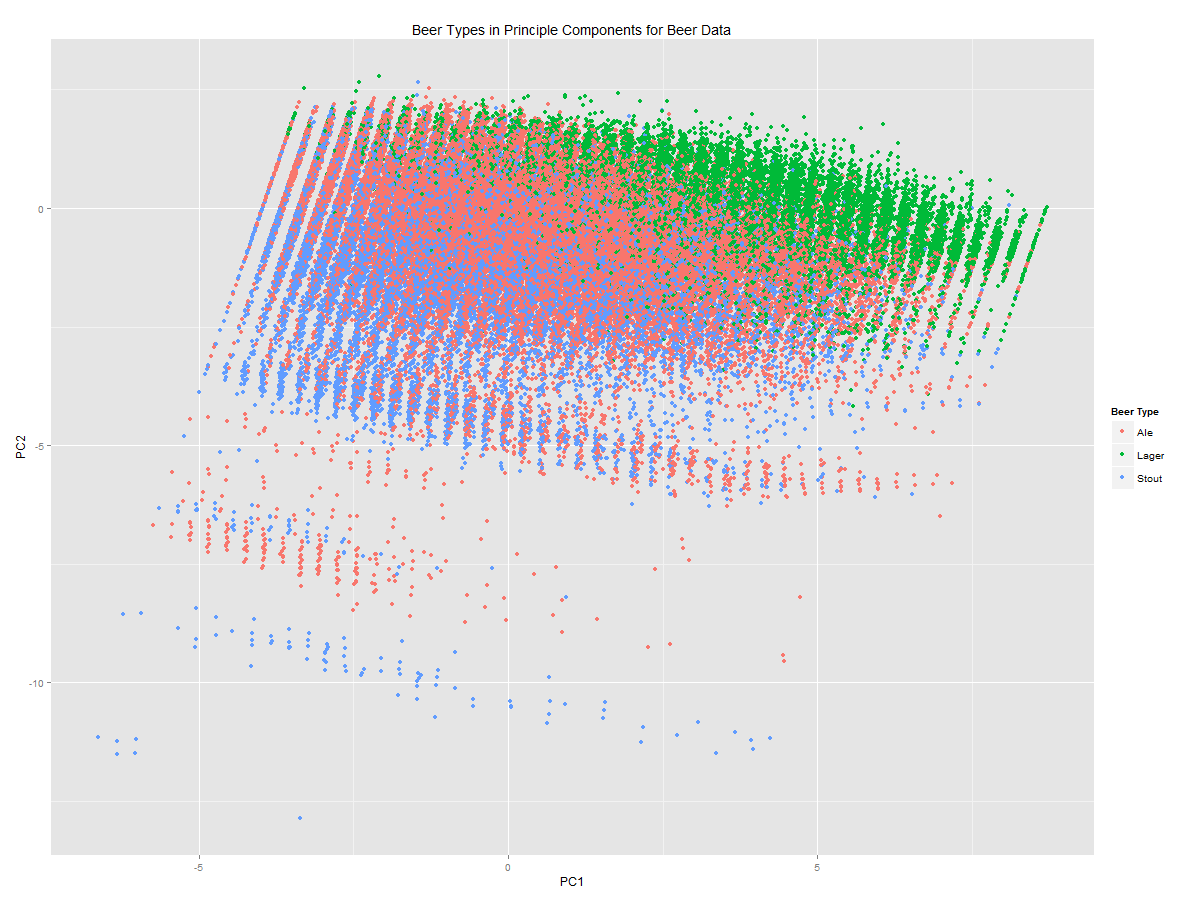 Beer Types in Principle Components for Beer Data
PC2
0
-5
-10
-5
0
5
PC1
Beer Type
Ale
Lager
Stout